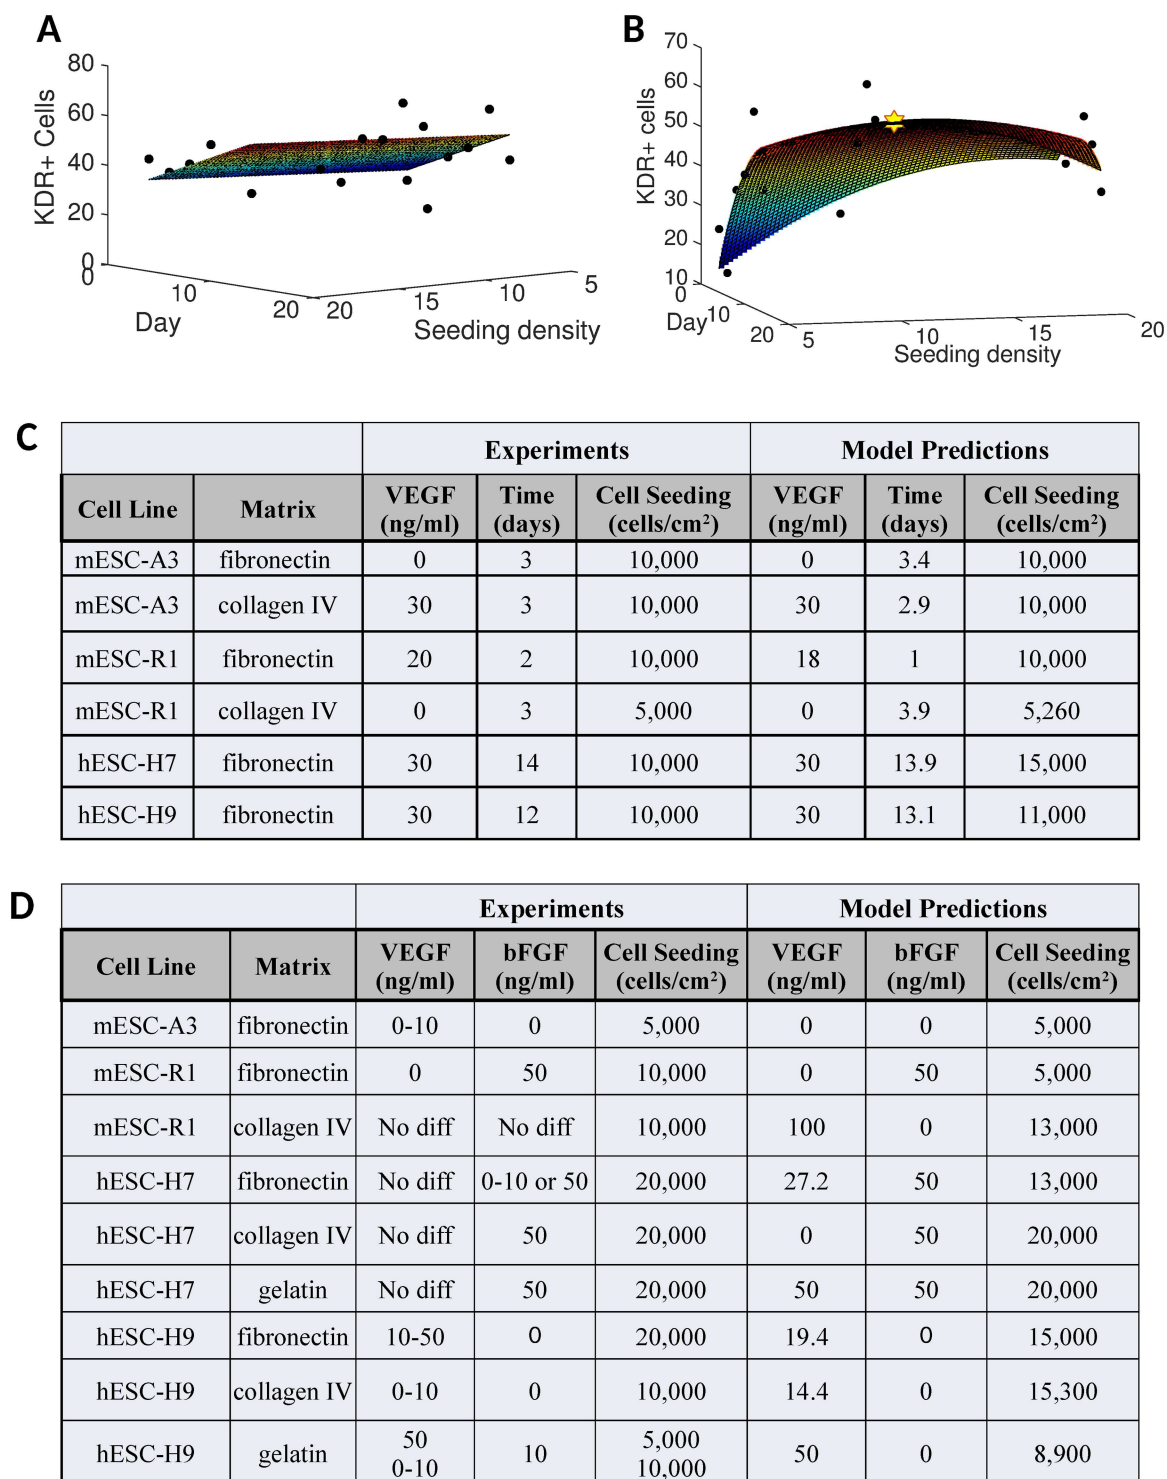 A
B
80
60
40
20
0
0
10
20
20
15
10
5
KDR+ Cells
Day
Seeding density
70
60
50
40
30
20
10
0
10
20
5
10
15
20
KDR+ cells
Day
Seeding density
C
Experiments Model Predictions
Cell Line Matrix VEGF (ng/ml) Time (days) Cell Seeding (cells/cm²) VEGF (ng/ml) Time (days) Cell Seeding (cells/cm²)
mESC-A3 fibronectin 0 3 10,000 0 3.4 10,000
mESC-A3 collagen IV 30 3 10,000 30 2.9 10,000
mESC-R1 fibronectin 20 2 10,000 18 1 10,000
mESC-R1 collagen IV 0 3 5,000 0 3.9 5,260
hESC-H7 fibronectin 30 14 10,000 30 13.9 15,000
hESC-H9 fibronectin 30 12 10,000 30 13.1 11,000
D
Experiments Model Predictions
Cell Line Matrix VEGF (ng/ml) bFGF (ng/ml) Cell Seeding (cells/cm²) VEGF (ng/ml) bFGF (ng/ml) Cell Seeding (cells/cm²)
mESC-A3 fibronectin 0-10 0 5,000 0 0 5,000
mESC-R1 fibronectin 0 50 10,000 0 50 5,000
mESC-R1 collagen IV No diff No diff 10,000 100 0 13,000
hESC-H7 fibronectin No diff 0-10 or 50 20,000 27.2 50 13,000
hESC-H7 collagen IV No diff 50 20,000 0 50 20,000
hESC-H7 gelatin No diff 50 20,000 50 50 20,000
hESC-H9 fibronectin 10-50 0 20,000 19.4 0 15,000
hESC-H9 collagen IV 0-10 0 10,000 14.4 0 15,300
hESC-H9 gelatin 50 0-10 10 5,000 10,000 50 0 8,900